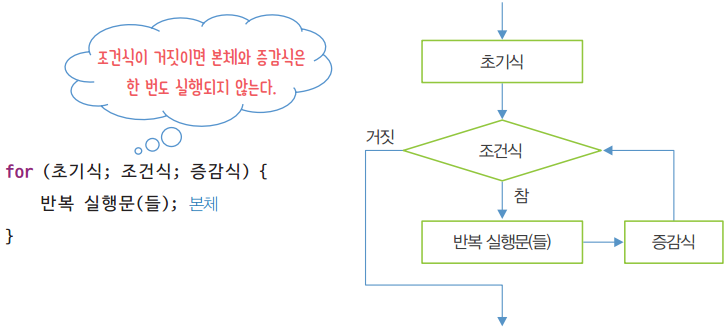 조건식이 거짓이면 본체와 증감식은
한 번도 실행되지 않는다.
for (초기식; 조건식; 증감식) {
반복 실행문(들); 본체
}
초기식
거짓
조건식
참
반복 실행문(들)
증감식